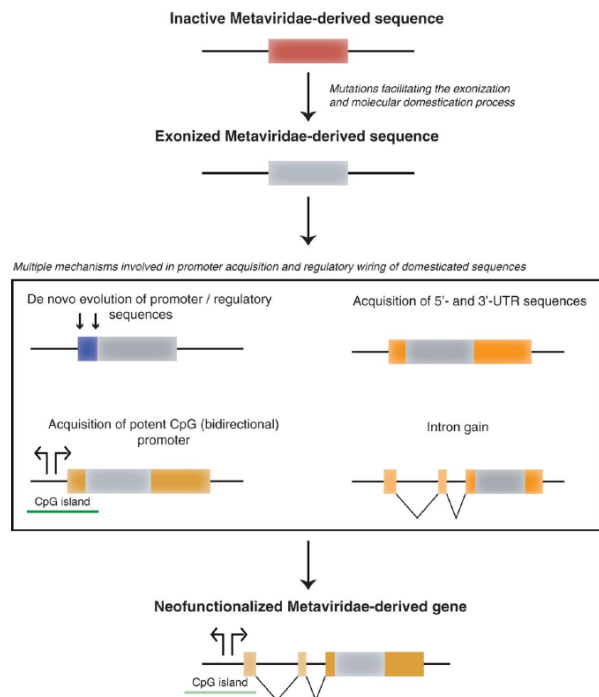 Inactive Metaviridae-derived sequence
Mutations facilitating the exonization
and molecular domestication process
Exonized Metaviridae-derived sequence
Multiple mechanisms involved in promoter acquisition and regulatory wiring of domesticated sequences
De novo evolution of promoter / regulatory
sequences
Acquisition of 5'- and 3'-UTR sequences
Acquisition of potent CpG (bidirectional)
promoter
Intron gain
CpG island
Neofunctionalized Metaviridae-derived gene
CpG island